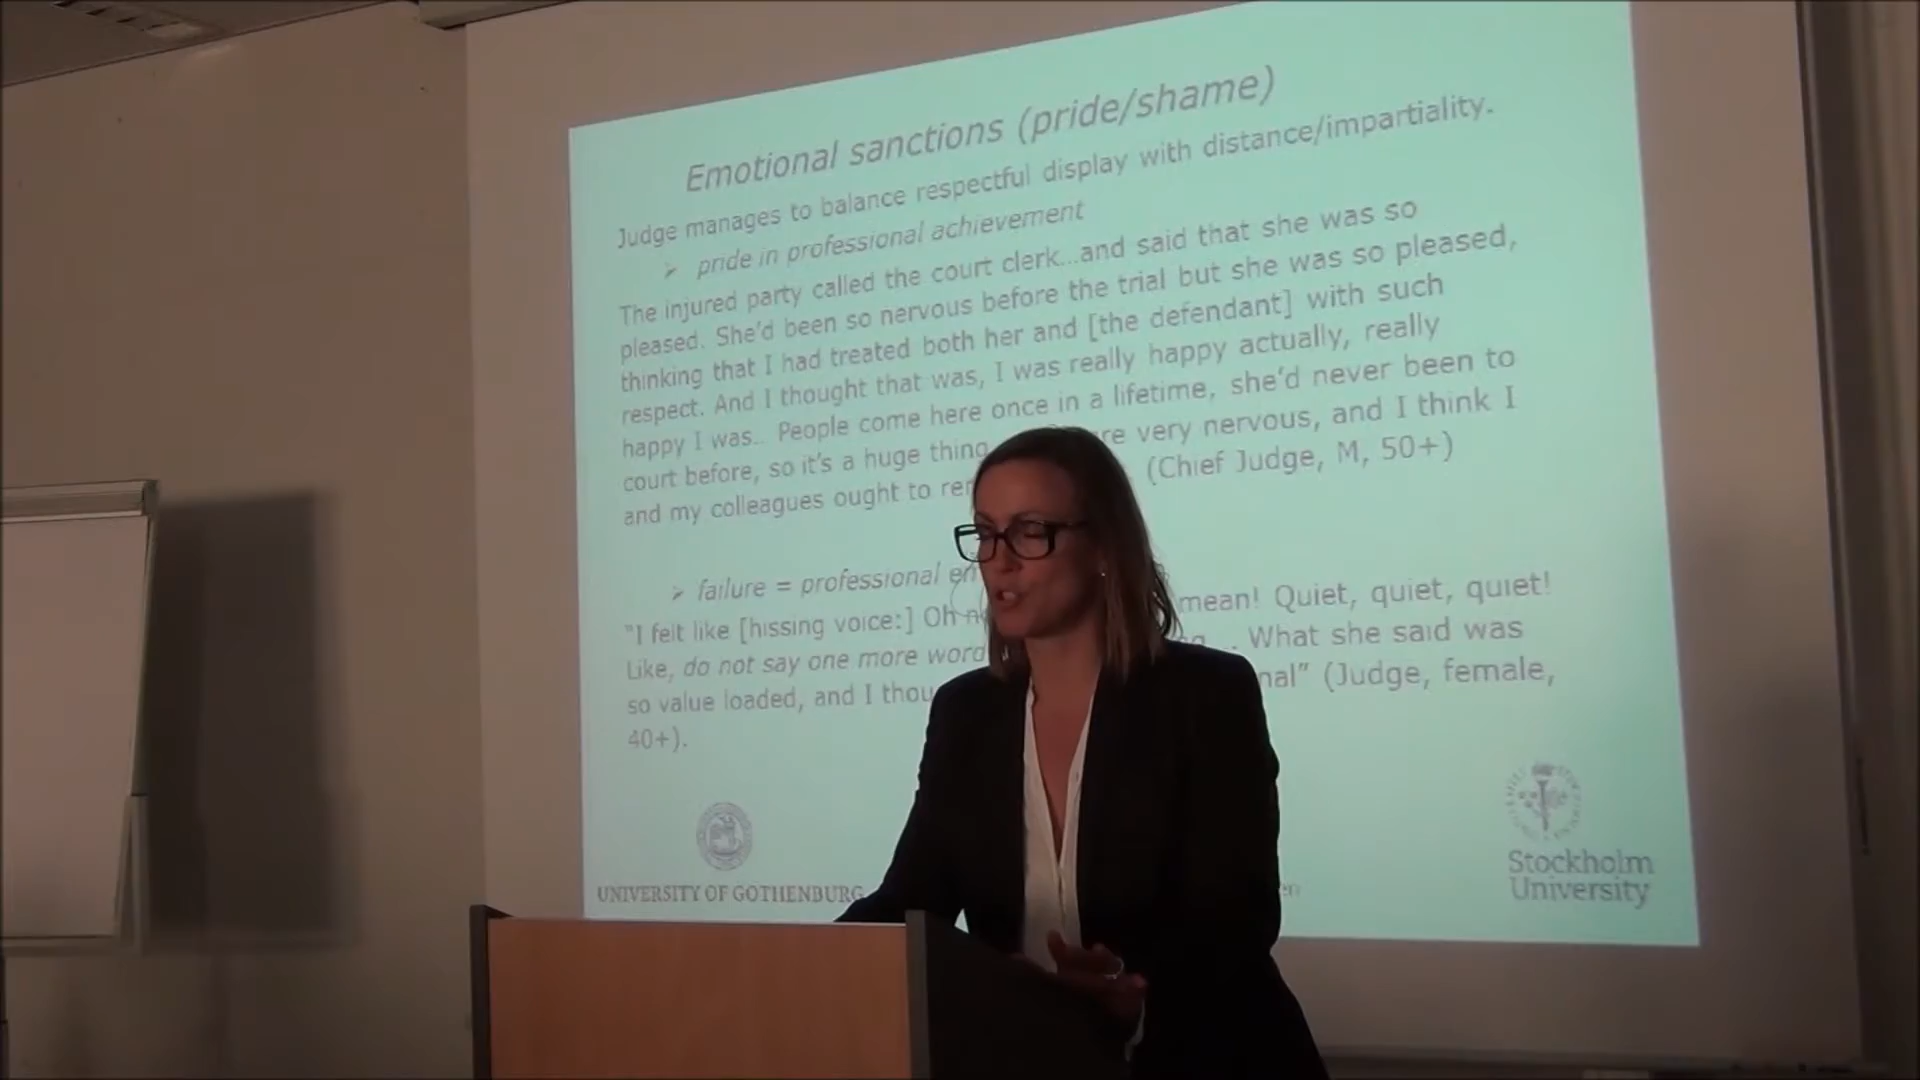 Emotional sanctions (pride/shame)
Judge manages to balance respectful display with distance/impartiality.
➢ pride in professional achievement
The injured party called the court clerk...and said that she was so
pleased. She'd been so nervous before the trial but she was so pleased,
thinking that I had treated both her and [the defendant] with such
respect. And I thought that was, I was really happy actually, really
happy I was.. People come here once in a lifetime, she'd never been to
court before, so it's a huge thing very nervous, and I think I
and my colleagues ought to (Chief Judge, M, 50+)
➢ failure = professional
"I felt like [hissing voice:] Oh mean! Quiet, quiet, quiet!
Like, do not say one more word What she said was
so value loaded, and I (Judge, female,
40+).
UNIVERSITY OF GOTHENBURG
Stockholm
University